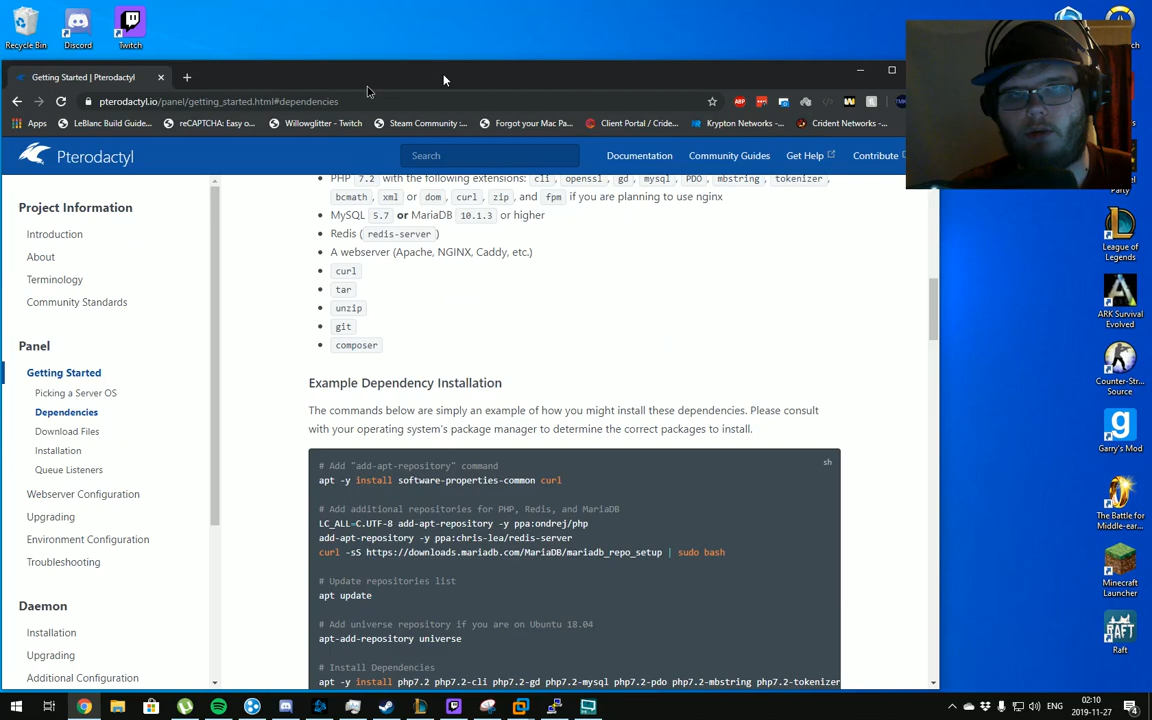 Recycle Bin
Discord
Twitch
Getting Started | Pterodactyl
pterodactyl.io/panel/getting_started.html#dependencies
ABP
Apps
LeBlanc Build Guide...
reCAPTCHA: Easy o...
Willowglitter - Twitch
Steam Community :...
Forgot your Mac Pa...
Client Portal / Cride...
Krypton Networks -...
Crident Networks -...
Pterodactyl
Search
Documentation
Community Guides
Get Help
Contribute
Project Information
Introduction
About
Terminology
Community Standards
Panel
Getting Started
Picking a Server OS
Dependencies
Download Files
Installation
Queue Listeners
Webserver Configuration
Upgrading
Environment Configuration
Troubleshooting
Daemon
Installation
Upgrading
Additional Configuration
PHP 7.2 with the following extensions: cli , openssl , gd , mysql , PDO , mbstring , tokenizer ,
bcmath , xml or dom , curl , zip , and fpm if you are planning to use nginx
MySQL 5.7 or MariaDB 10.1.3 or higher
Redis ( redis-server )
A webserver (Apache, NGINX, Caddy, etc.)
curl
tar
unzip
git
composer
Example Dependency Installation
The commands below are simply an example of how you might install these dependencies. Please consult
with your operating system's package manager to determine the correct packages to install.
sh
# Add "add-apt-repository" command
apt -y install software-properties-common curl
# Add additional repositories for PHP, Redis, and MariaDB
LC_ALL=C.UTF-8 add-apt-repository -y ppa:ondrej/php
add-apt-repository -y ppa:chris-lea/redis-server
curl -sS https://downloads.mariadb.com/MariaDB/mariadb_repo_setup | sudo bash
# Update repositories list
apt update
# Add universe repository if you are on Ubuntu 18.04
apt-add-repository universe
# Install Dependencies
apt -y install php7.2 php7.2-cli php7.2-gd php7.2-mysql php7.2-pdo php7.2-mbstring php7.2-tokenizer
Party
League of
Legends
ARK Survival
Evolved
Counter-Str...
Source
Garry's Mod
The Battle for
Middle-ear...
Minecraft
Launcher
RAFT
Raft
ENG
02:10
2019-11-27